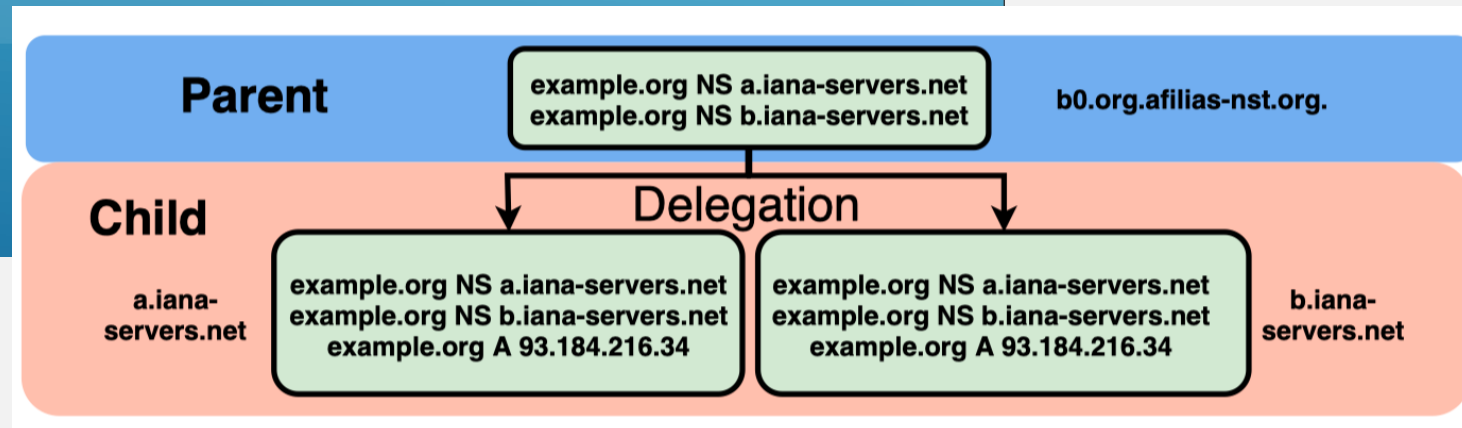 Parent
example.org NS a.iana-servers.net
example.org NS b.iana-servers.net
b0.org.afilias-nst.org.
Delegation
Child
a.iana-
servers.net
example.org NS a.iana-servers.net
example.org NS b.iana-servers.net
example.org A 93.184.216.34
example.org NS a.iana-servers.net
example.org NS b.iana-servers.net
example.org A 93.184.216.34
b.iana-
servers.net